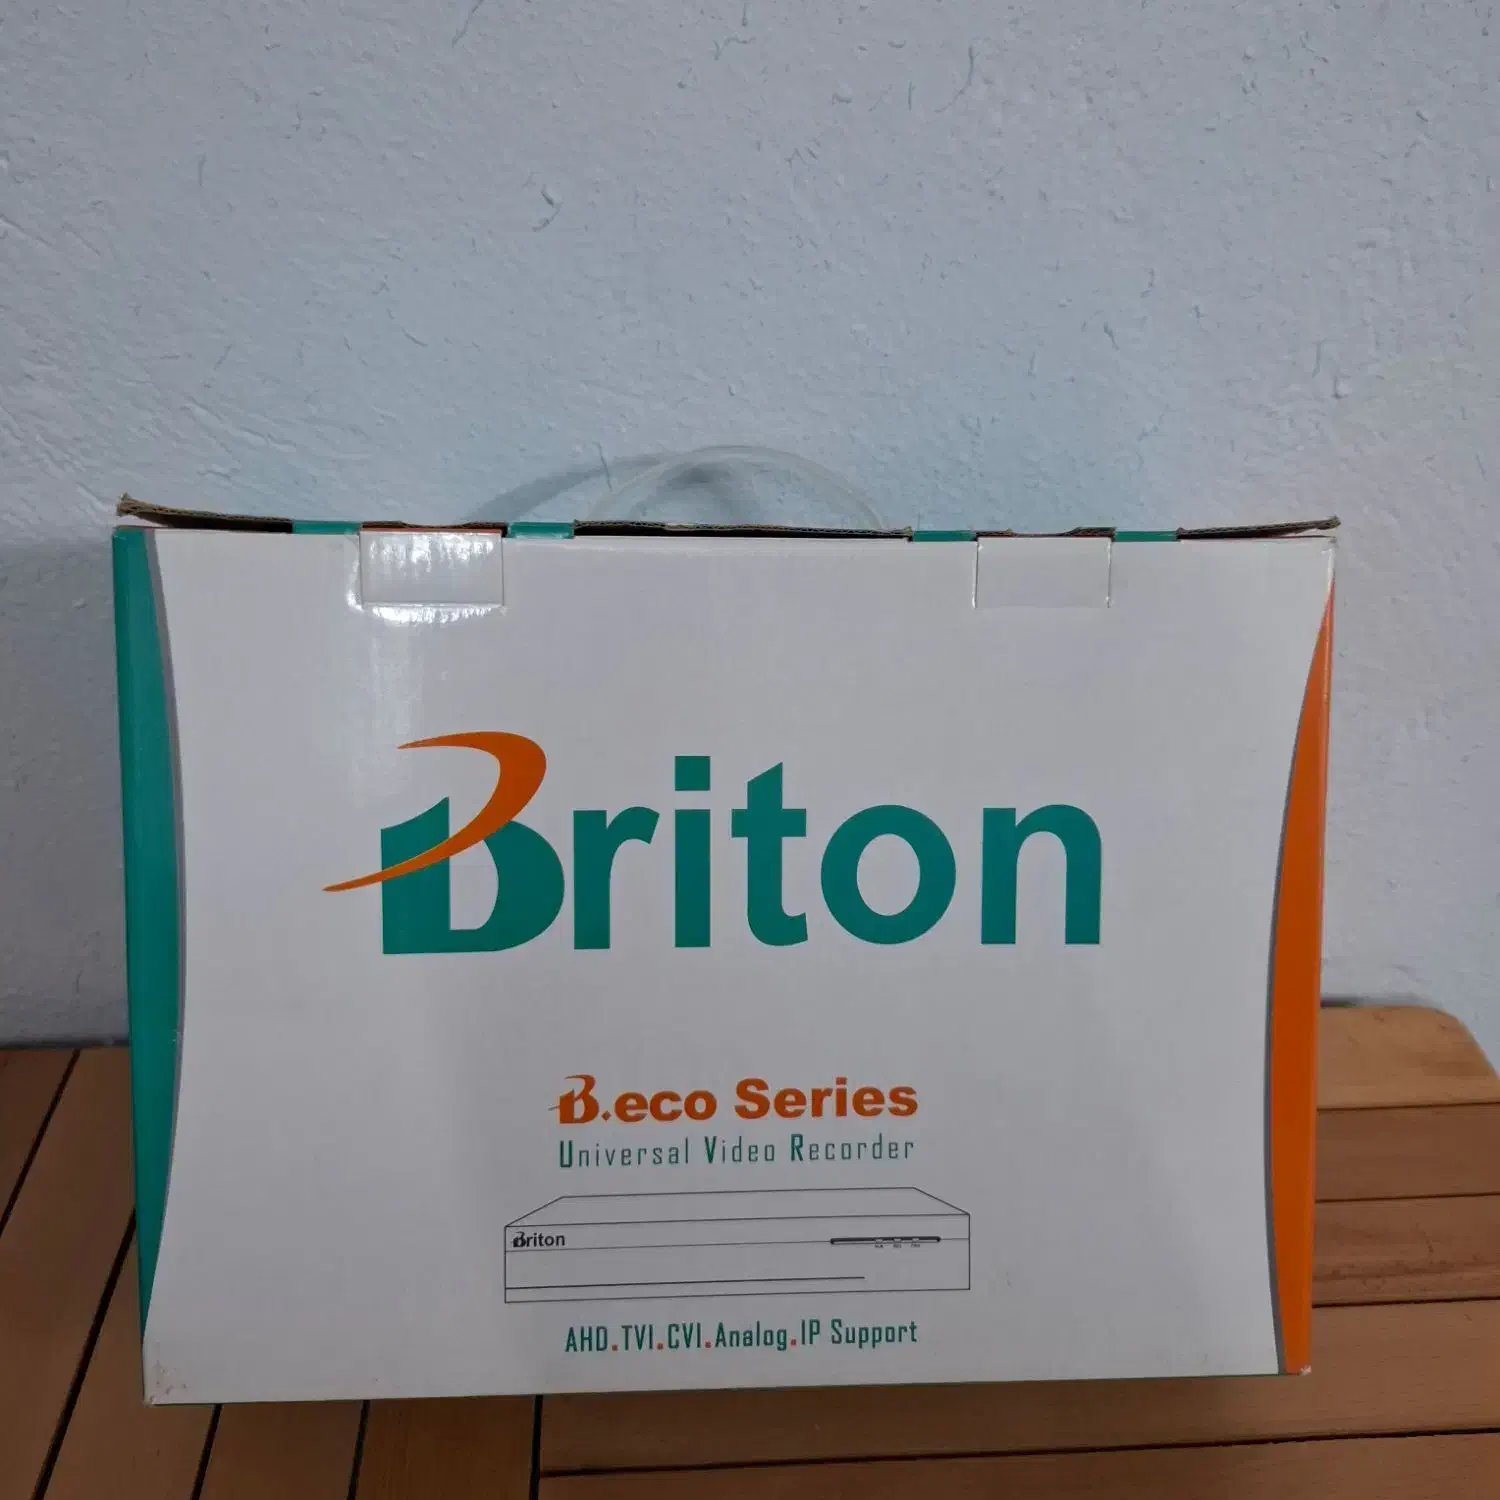 Briton
B.eco Series
Universal Video Recorder
Briton
AHD.TVI.CVI.Analog.IP Support